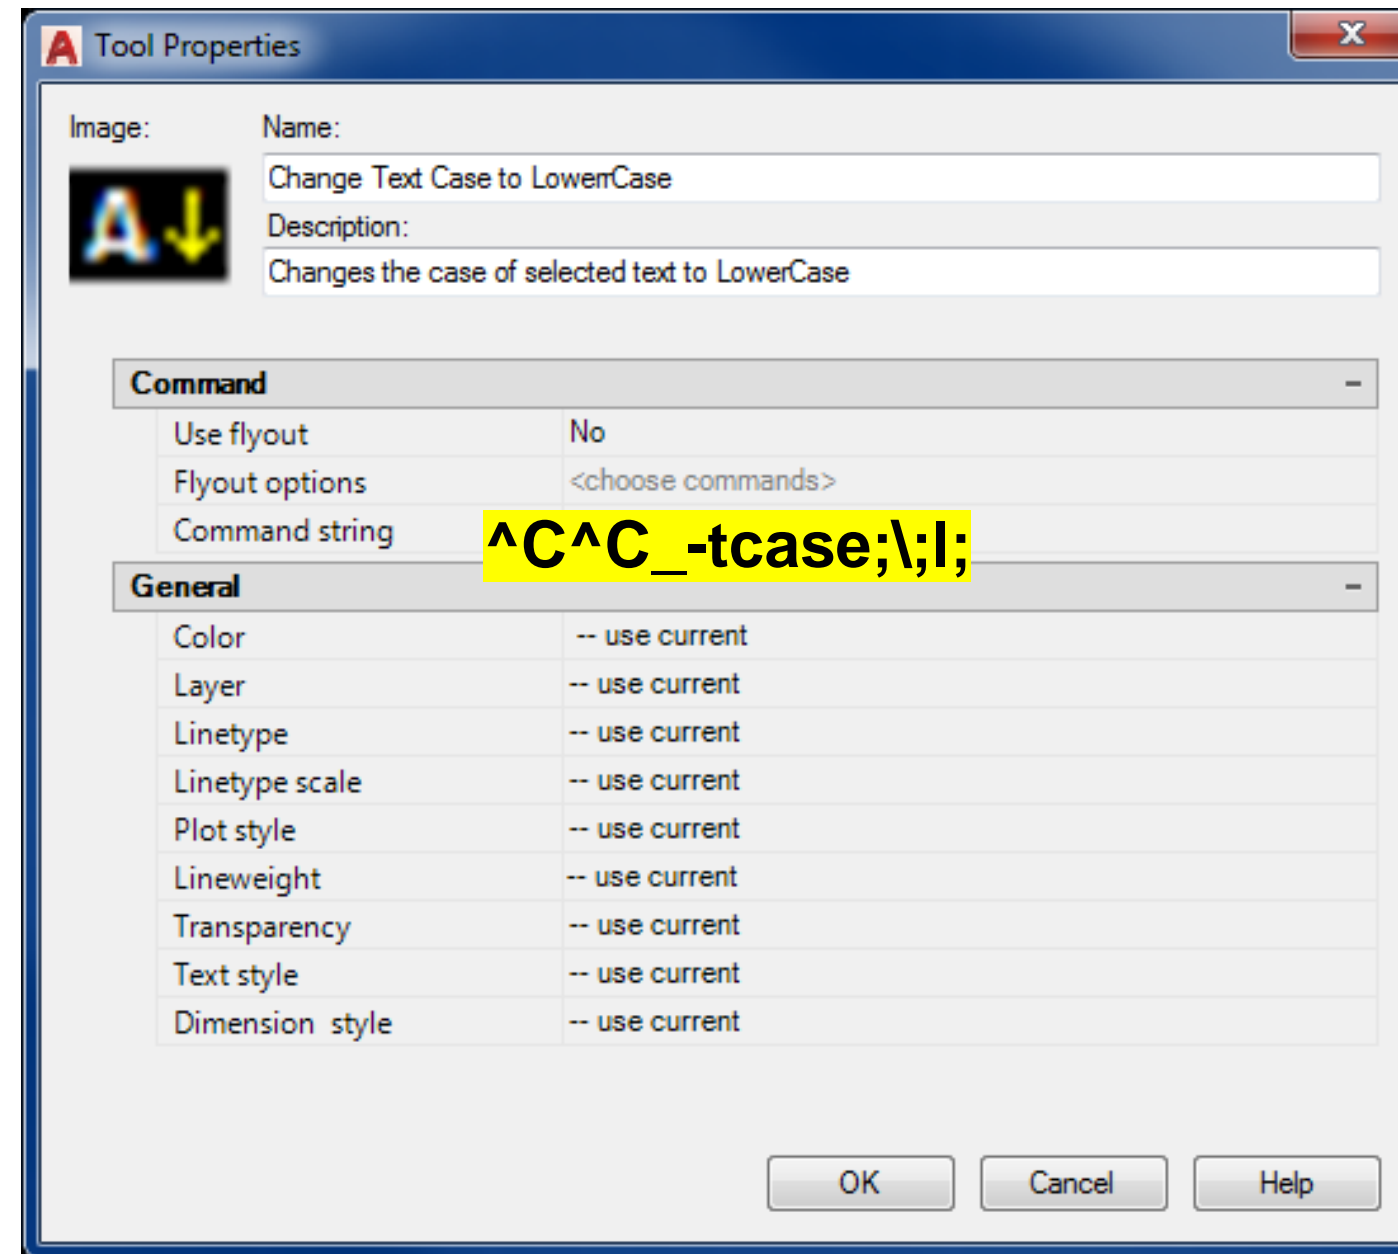 Tool Properties
Image:
Name:
Change Text Case to LowerrCase
Description:
Changes the case of selected text to LowerCase
Command
Use flyout No
Flyout options <choose commands>
Command string ^C^C_-tcase;\;l;
General
Color -- use current
Layer -- use current
Linetype -- use current
Linetype scale -- use current
Plot style -- use current
Lineweight -- use current
Transparency -- use current
Text style -- use current
Dimension style -- use current
OK Cancel Help